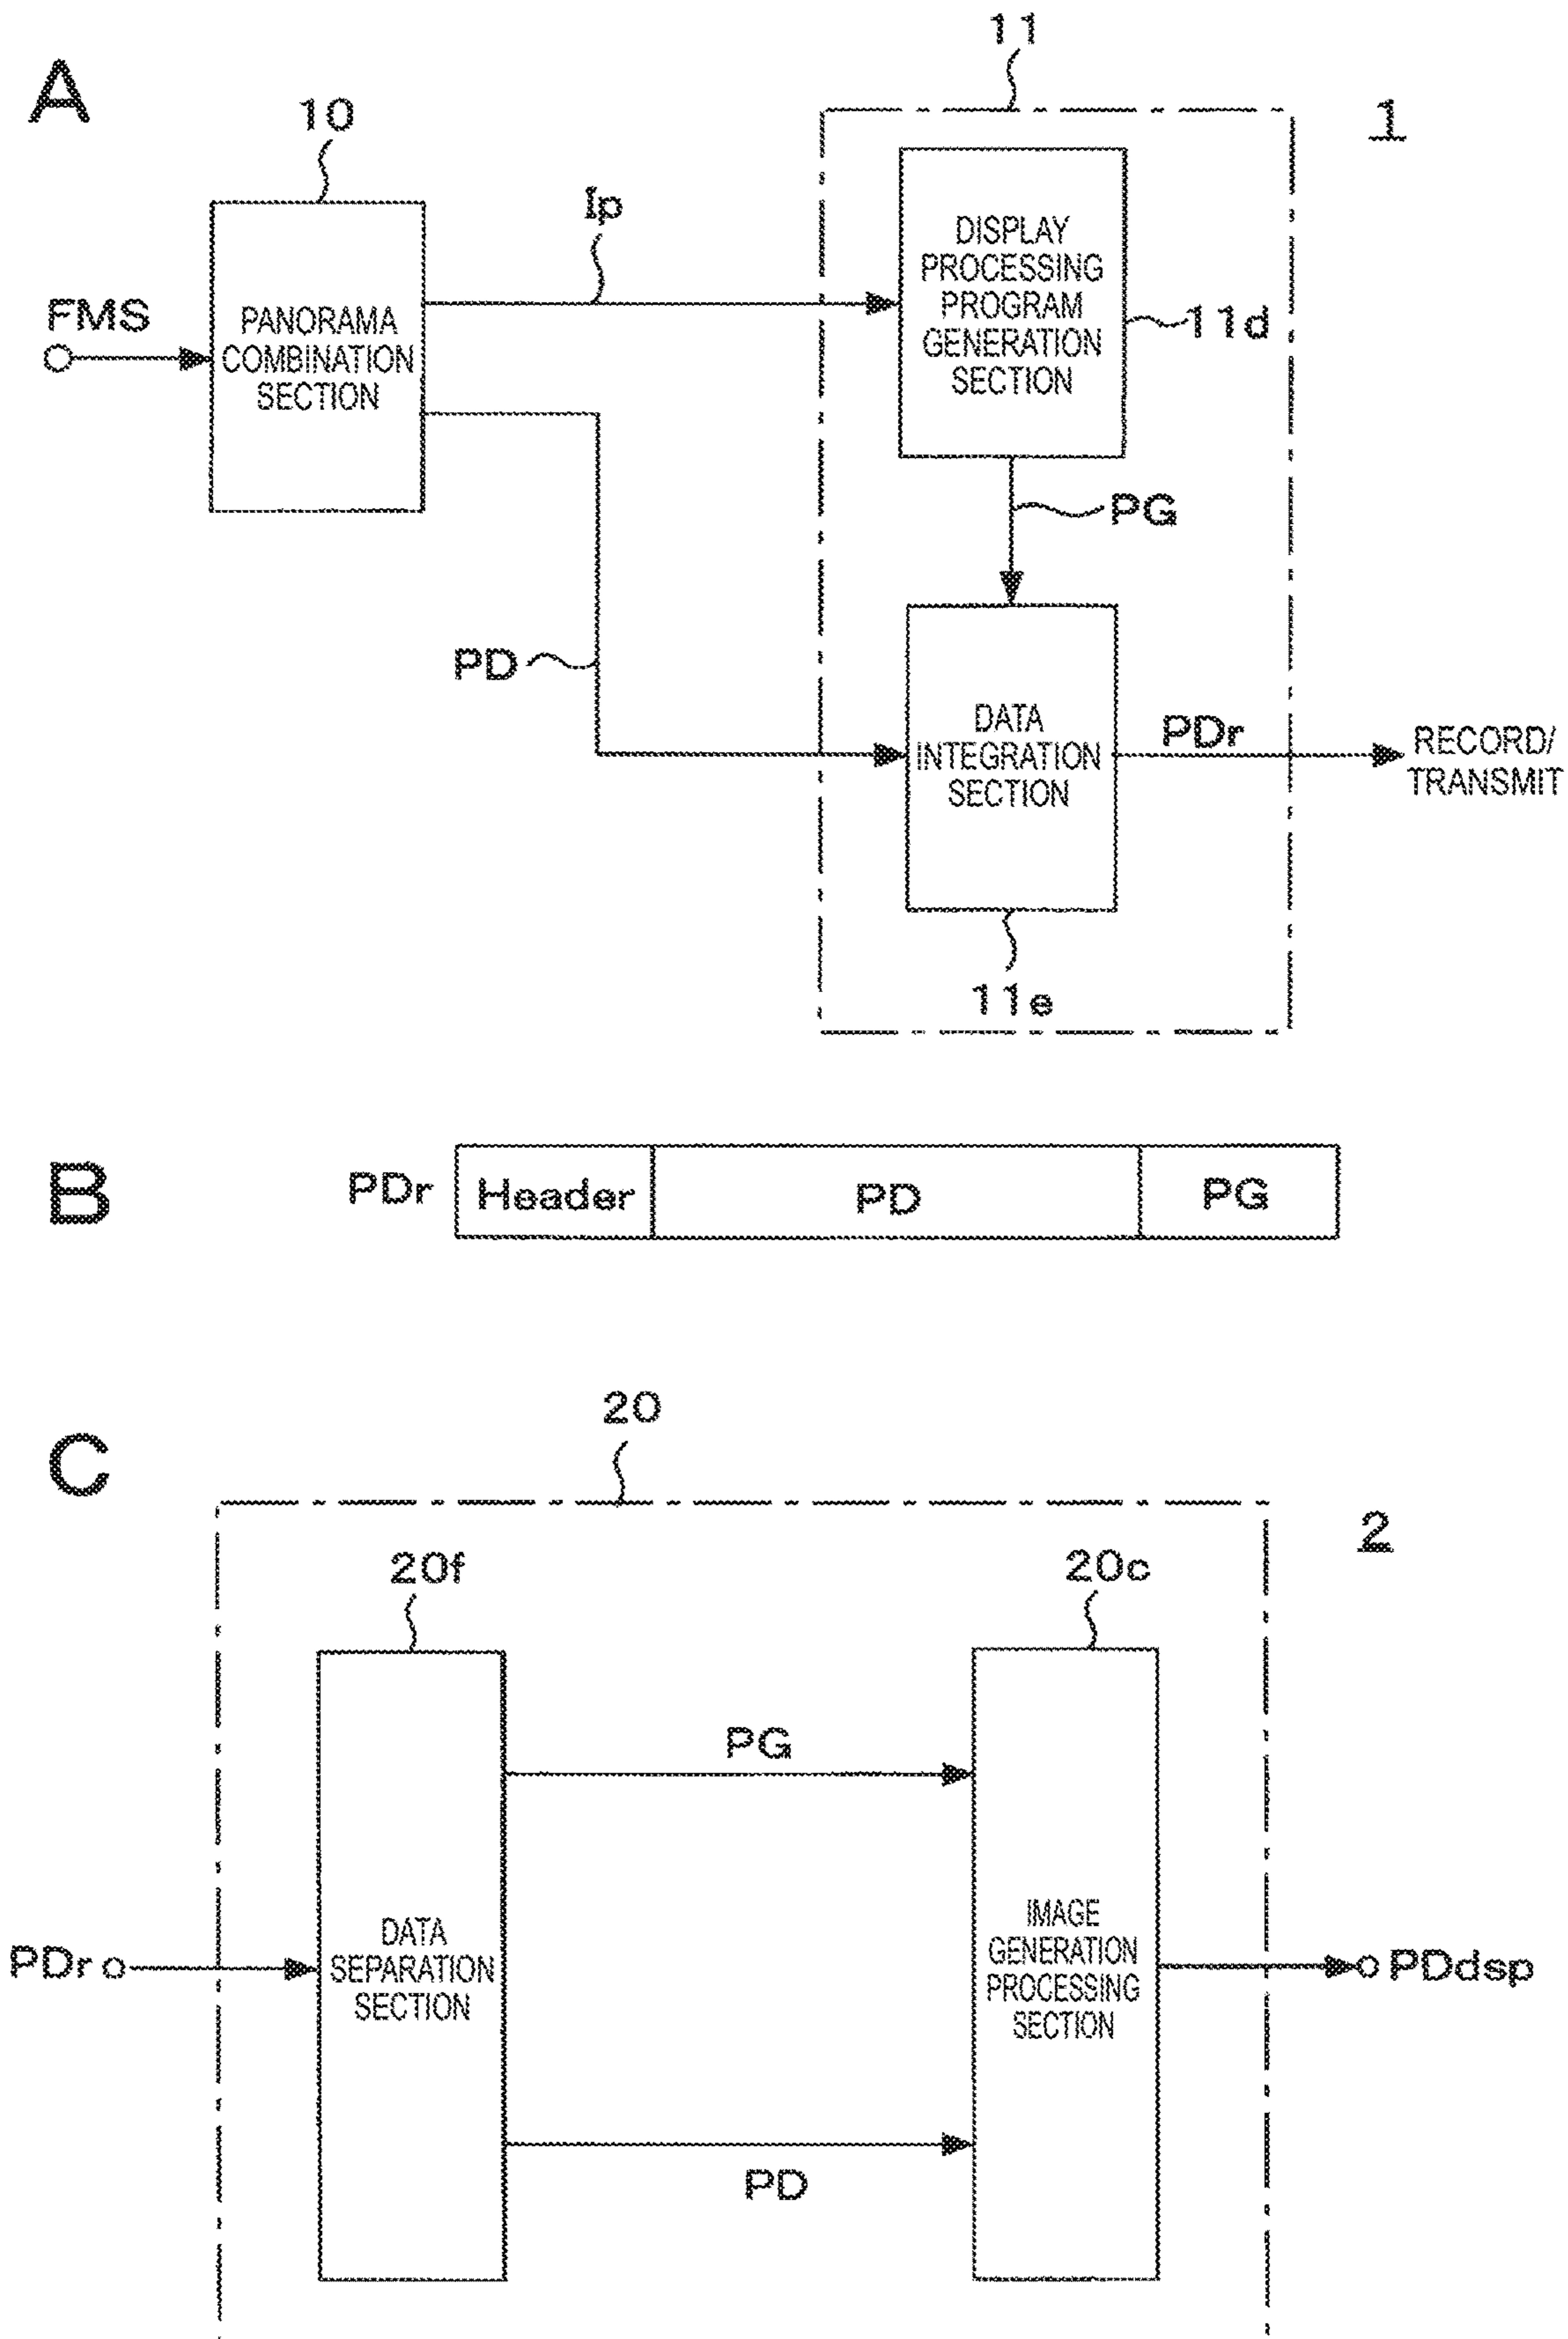 11
A
1
10
Ip
DISPLAY
PROCESSING
PROGRAM
GENERATION
SECTION
FMS
PANORAMA
COMBINATION
SECTION
11d
PG
PD
DATA
INTEGRATION
SECTION
PDr
RECORD/
TRANSMIT
11e
B
PDr
Header
PD
PG
20
C
2
20f
20c
PG
DATA
SEPARATION
SECTION
IMAGE
GENERATION
PROCESSING
SECTION
PDr
PDdsp
PD